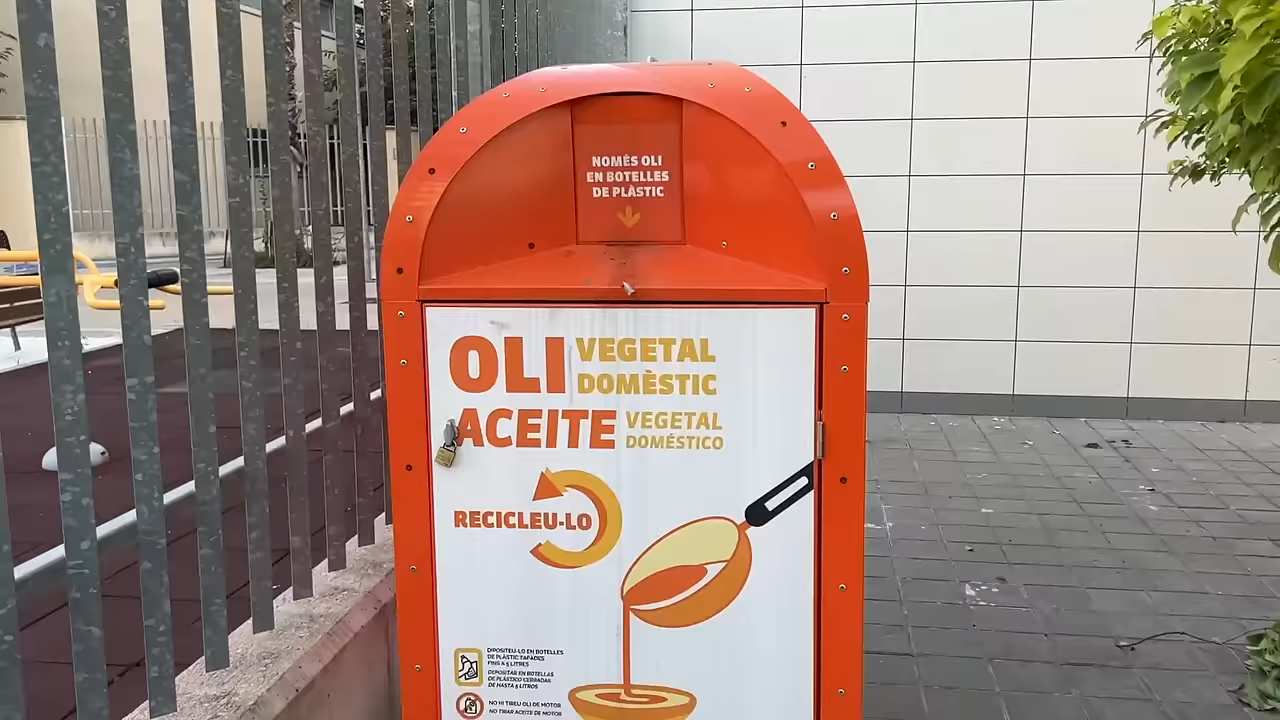 NOMÉS OLI
EN BOTELLES
DE PLÀSTIC
OLI VEGETAL
DOMÈSTIC
ACEITE VEGETAL
DOMÉSTICO
RECICLEU-LO
DIPOSITEU-LO EN BOTELLES
DE PLÀSTIC TAPADES
FINS A 5 LITRES
DEPOSITAR EN BOTELLAS
DE PLÁSTICO CERRADAS
DE HASTA 5 LITROS
NO HI TIREU OLI DE MOTOR
NO TIRAR ACEITE DE MOTOR